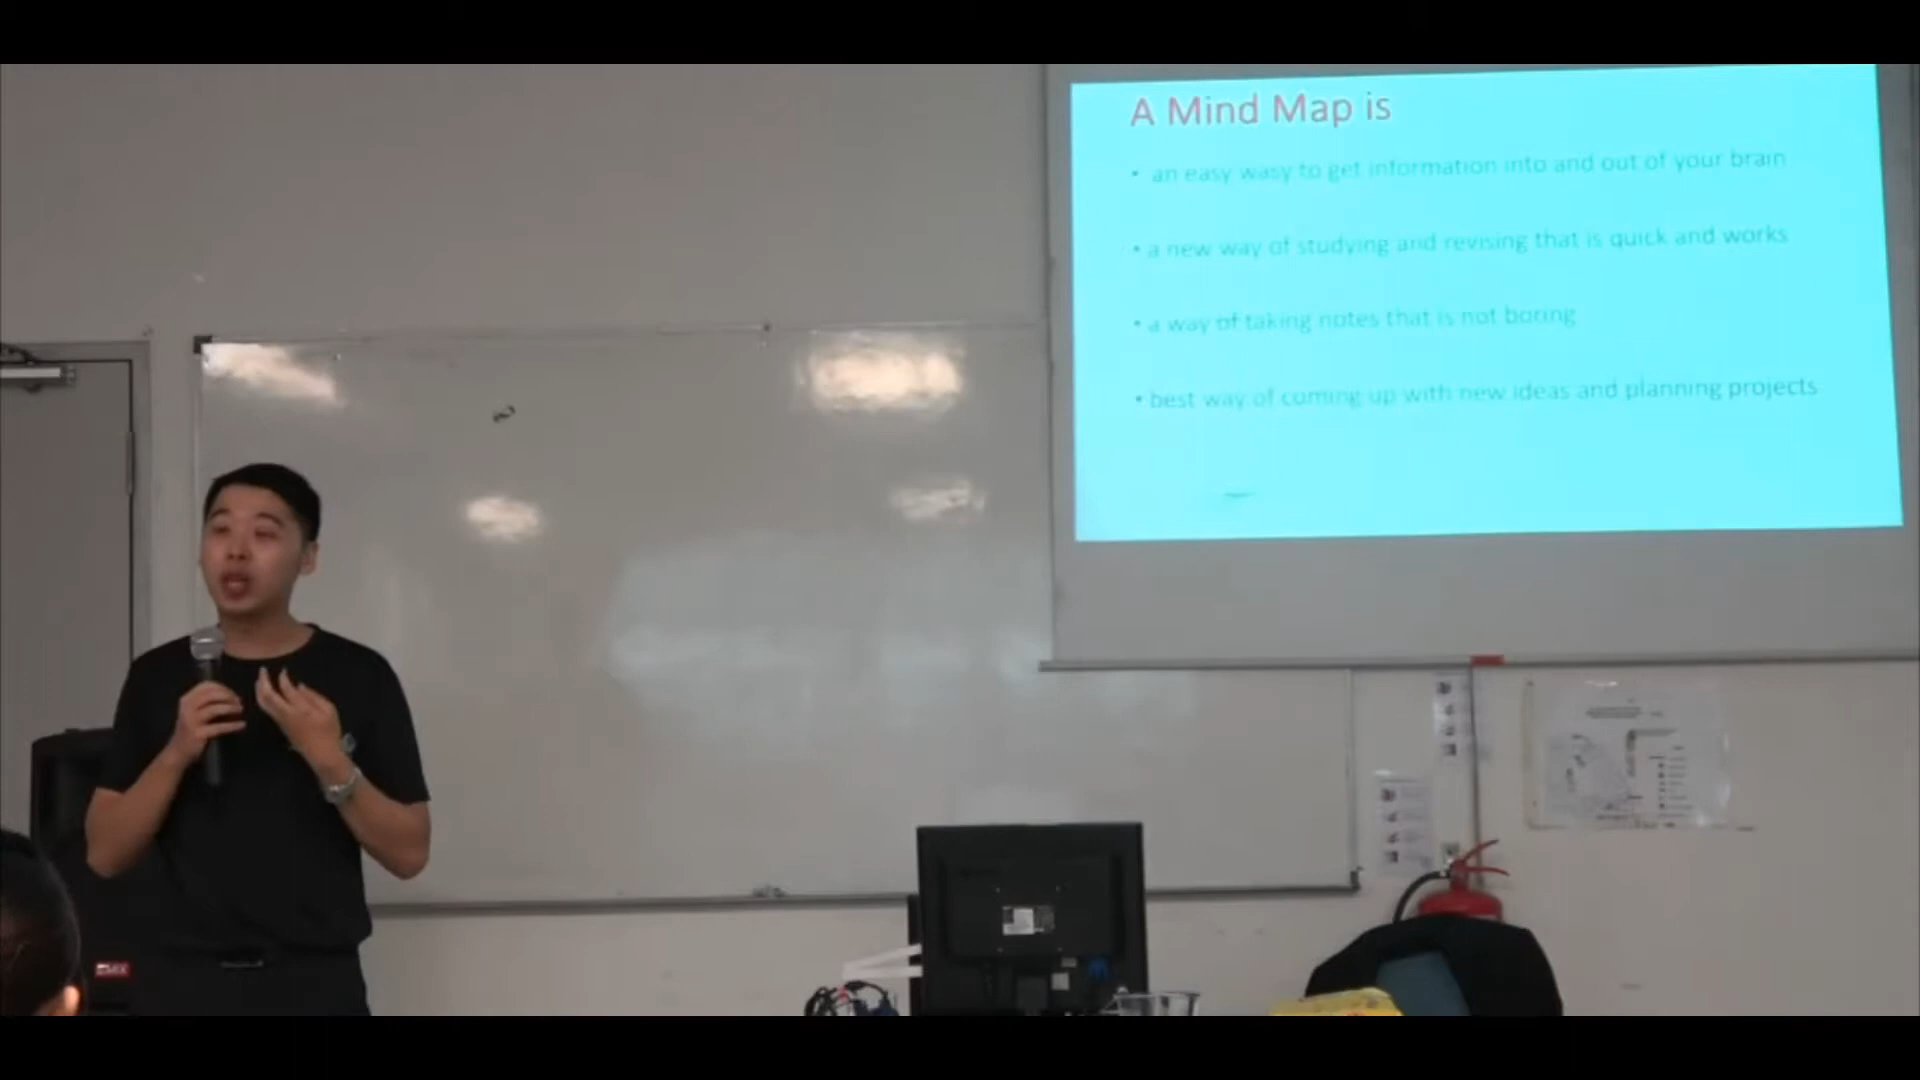 A Mind Map is
• an easy wasy to get information into and out of your brain
• a new way of studying and revising that is quick and works
• a way of taking notes that is not boring
• best way of coming up with new ideas and planning projects